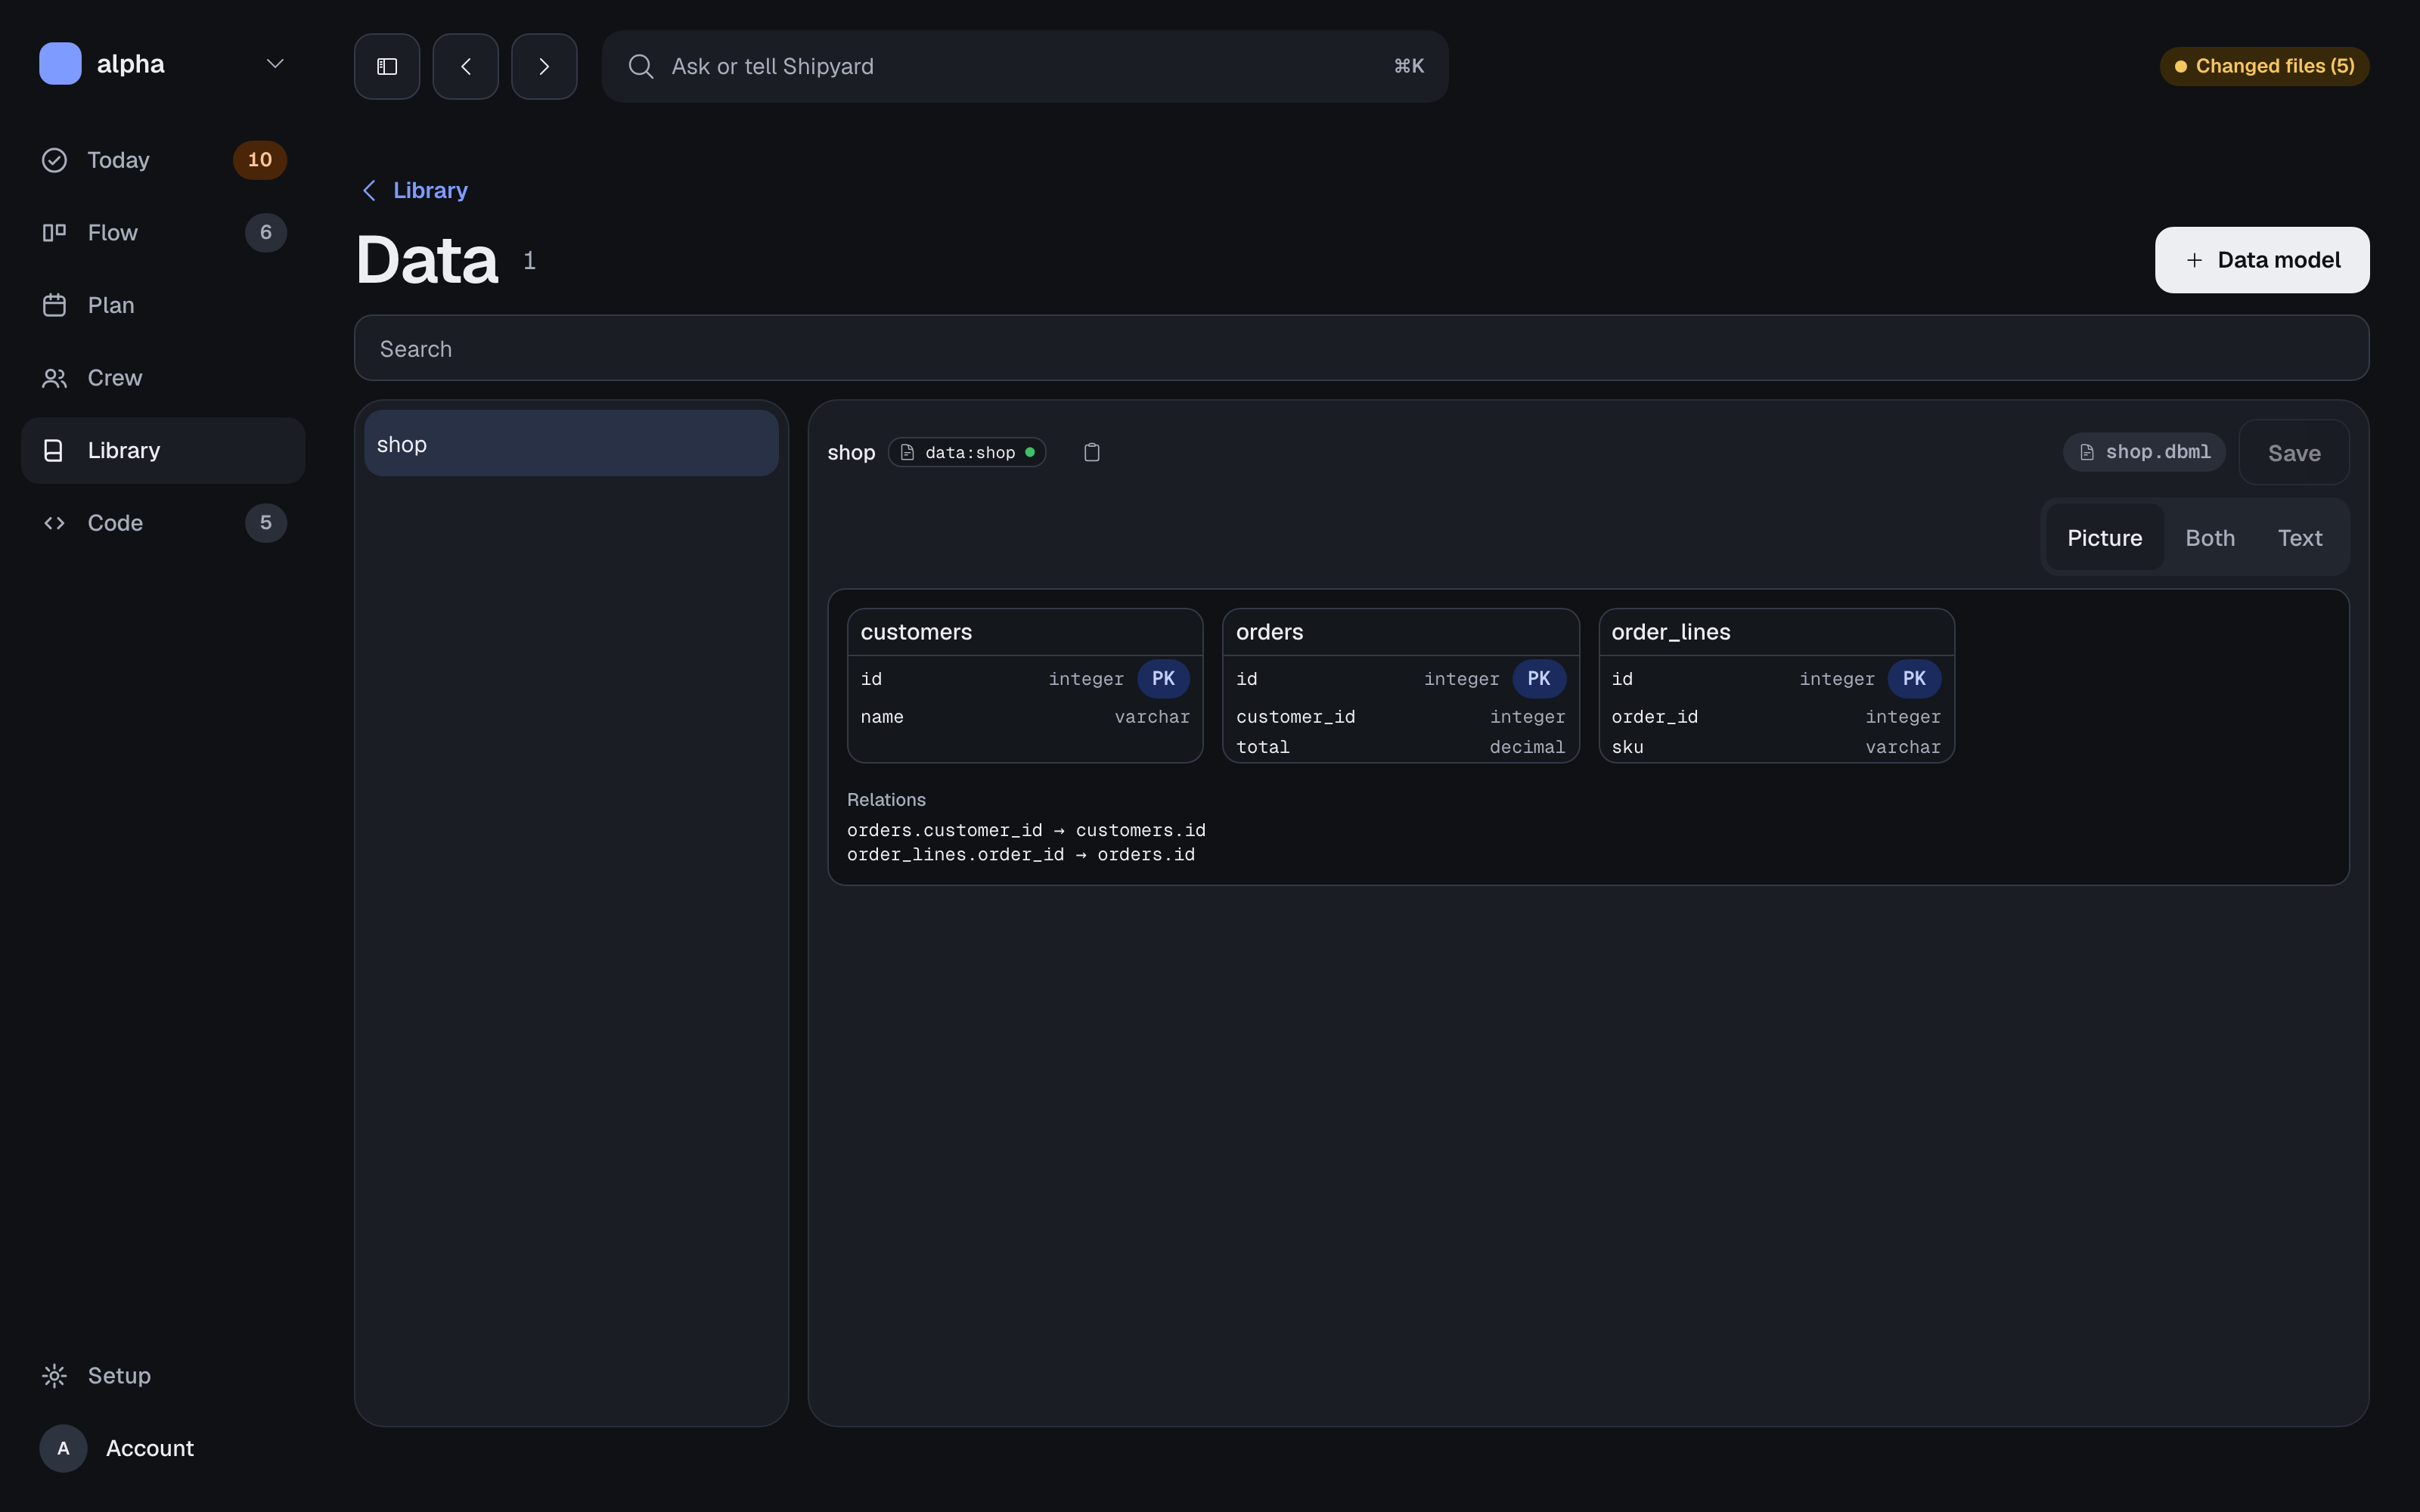 alpha
Ask or tell Shipyard ⌘K
Changed files (5)
Today 10
Flow 6
Plan
Crew
Library
Code 5
Setup
A Account
Library
Data 1
+ Data model
Search
shop
shop data:shop
shop.dbml Save
Picture Both Text
customers
id integer PK
name varchar
orders
id integer PK
customer_id integer
total decimal
order_lines
id integer PK
order_id integer
sku varchar
Relations
orders.customer_id → customers.id
order_lines.order_id → orders.id